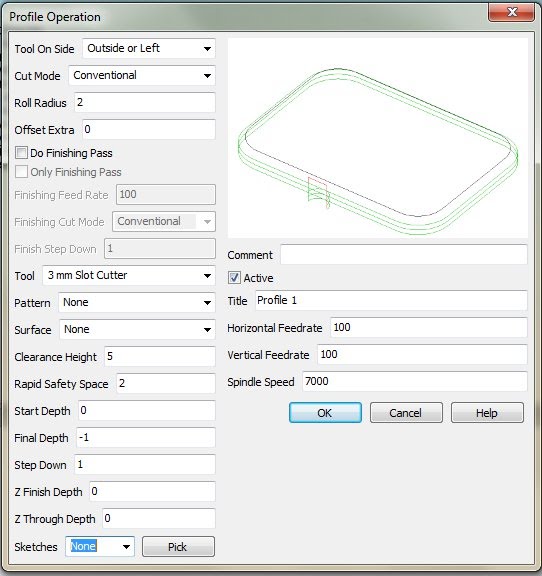 Profile Operation
Tool On Side Outside or Left
Cut Mode Conventional
Roll Radius 2
Offset Extra 0
Do Finishing Pass
Only Finishing Pass
Finishing Feed Rate 100
Finishing Cut Mode Conventional
Finish Step Down 1
Tool 3 mm Slot Cutter
Pattern None
Surface None
Clearance Height 5
Rapid Safety Space 2
Start Depth 0
Final Depth -1
Step Down 1
Z Finish Depth 0
Z Through Depth 0
Sketches None Pick
Comment
Active
Title Profile 1
Horizontal Feedrate 100
Vertical Feedrate 100
Spindle Speed 7000
OK Cancel Help